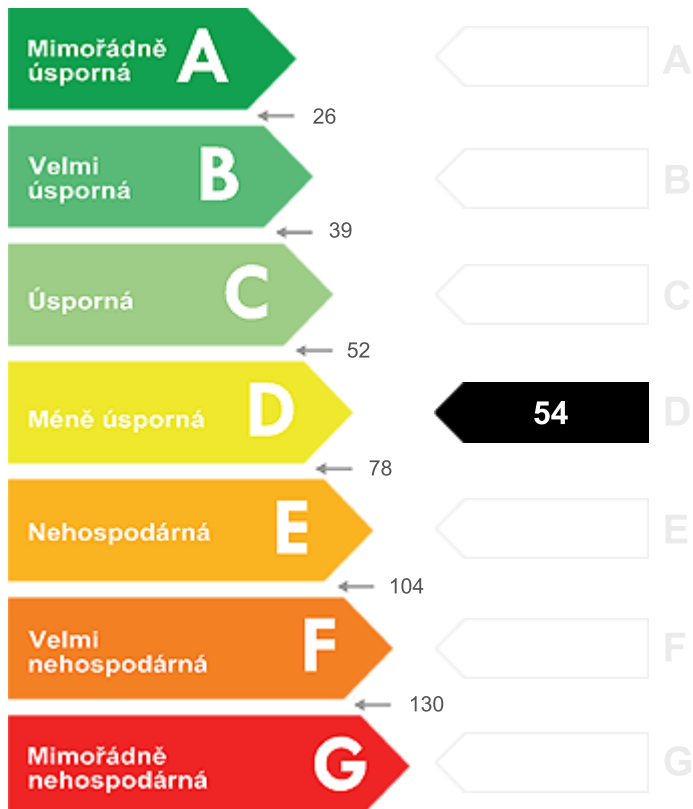 Mimořádně
úsporná
A
A
26
Velmi
úsporná
B
B
39
Úsporná
C
C
52
Méně úsporná
D
54
D
78
Nehospodárná
E
E
104
Velmi
nehospodárná
F
F
130
Mimořádně
nehospodárná
G
G